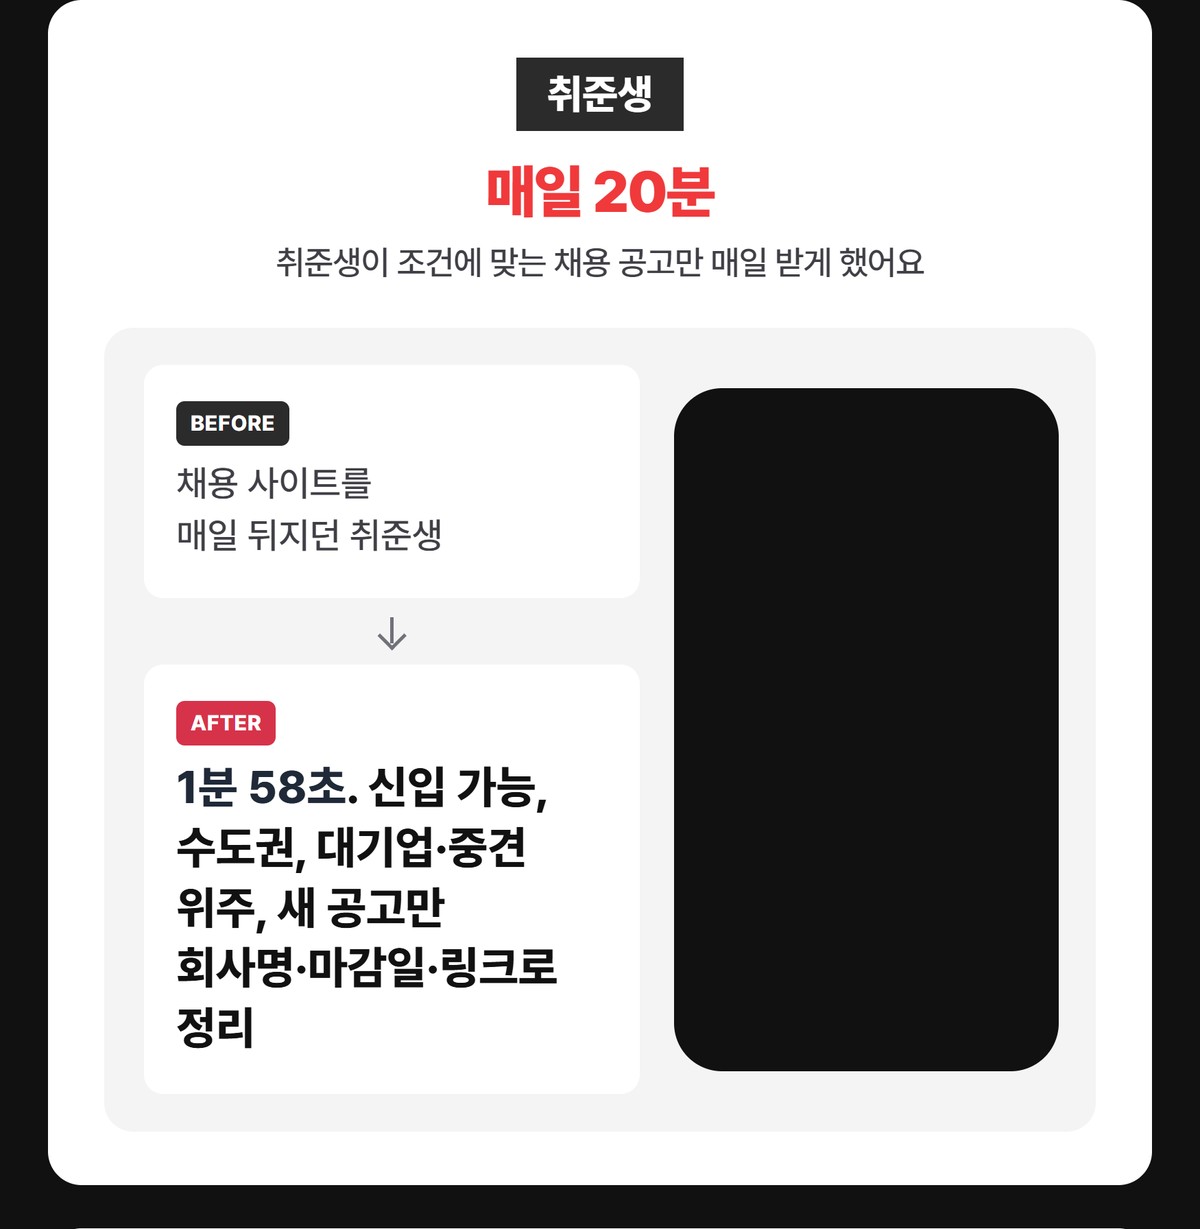 취준생
매일 20분
취준생이 조건에 맞는 채용 공고만 매일 받게 했어요
BEFORE
채용 사이트를
매일 뒤지던 취준생
AFTER
1분 58초. 신입 가능,
수도권, 대기업·중견
위주, 새 공고만
회사명·마감일·링크로
정리